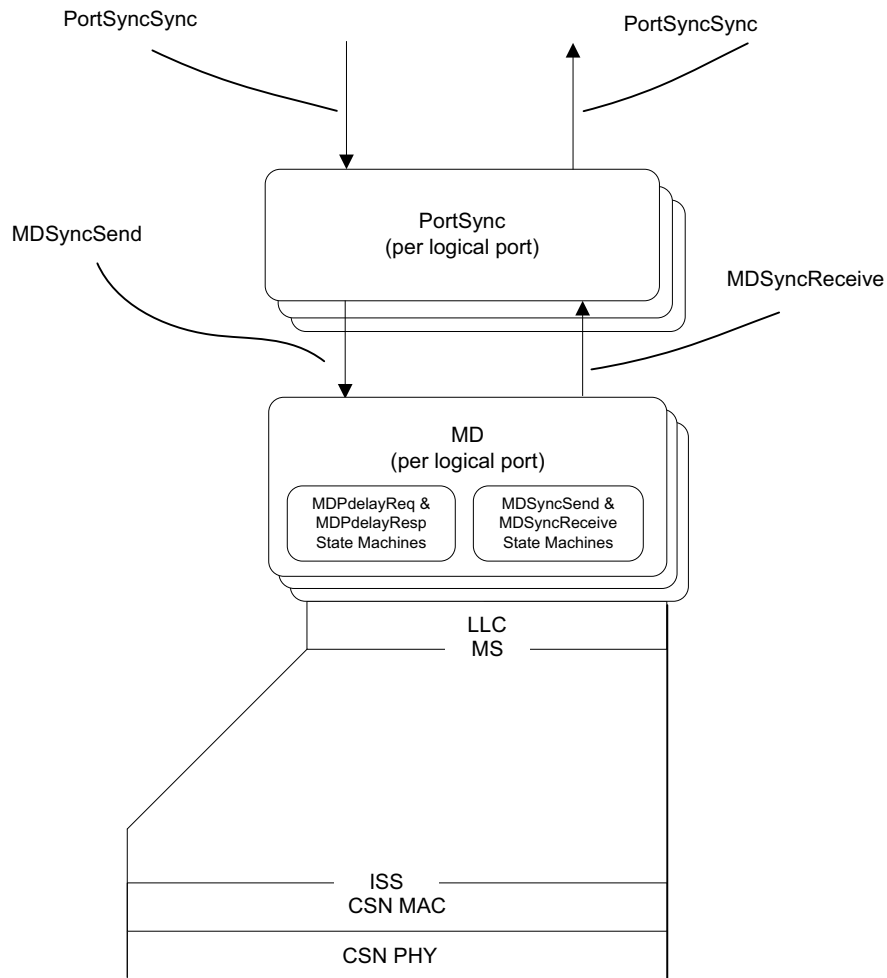 PortSyncSync
PortSyncSync
PortSync
(per logical port)
MDSyncSend
MDSyncReceive
MD
(per logical port)
MDPdelayReq &
MDPdelayResp
State Machines
MDSyncSend &
MDSyncReceive
State Machines
LLC
MS
ISS
CSN MAC
CSN PHY